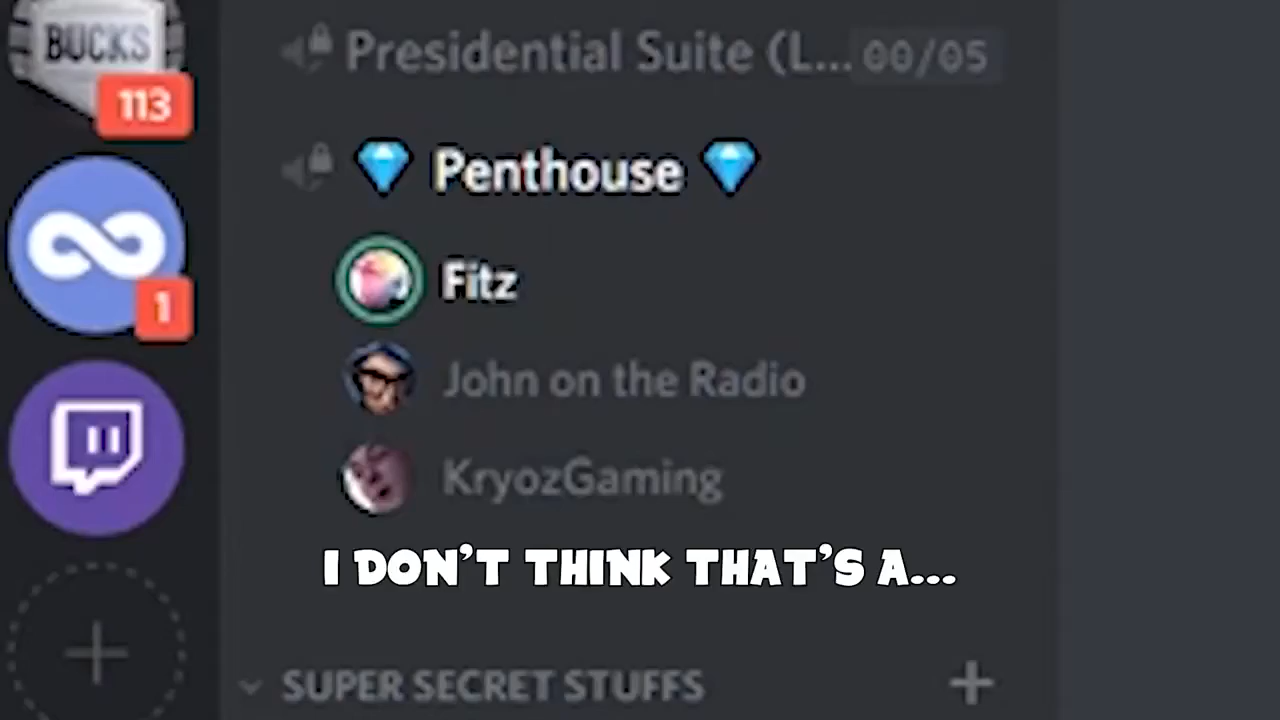 BUCKS
113
Presidential Suite (L... 00/05
💎 Penthouse 💎
1
Fitz
John on the Radio
KryozGaming
I DON'T THINK THAT'S A...
SUPER SECRET STUFFS